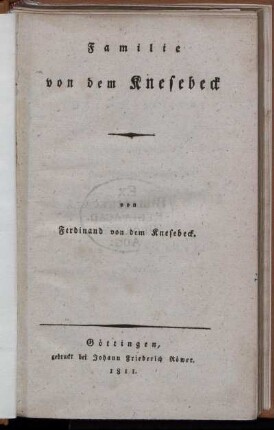 Familie
von dem Knesebeck
von
Ferdinand von dem Knesebeck.
Göttingen,
gedruckt bei Johann Friederich Röwer.
1811.